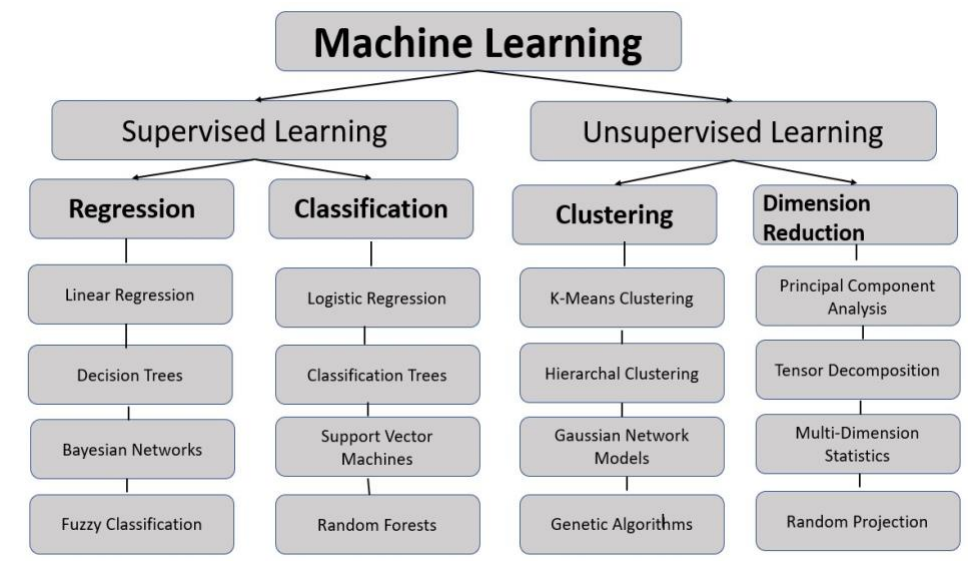 Machine Learning
Supervised Learning
Unsupervised Learning
Regression
Classification
Clustering
Dimension
Reduction
Linear Regression
Decision Trees
Bayesian Networks
Fuzzy Classification
Logistic Regression
Classification Trees
Support Vector
Machines
Random Forests
K-Means Clustering
Hierarchal Clustering
Gaussian Network
Models
Genetic Algorithms
Principal Component
Analysis
Tensor Decomposition
Multi-Dimension
Statistics
Random Projection